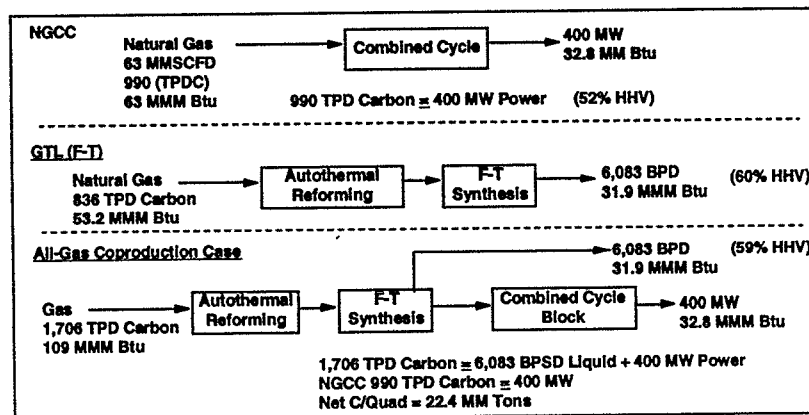 NGCC
Natural Gas
63 MMSCFD
990 (TPDC)
63 MMM Btu
Combined Cycle
400 MW
32.8 MM Btu
990 TPD Carbon = 400 MW Power (52% HHV)
GTL (F-T)
Natural Gas
836 TPD Carbon
53.2 MMM Btu
Autothermal
Reforming
F-T
Synthesis
6,083 BPD
31.9 MMM Btu
(60% HHV)
All-Gas Coproduction Case
6,083 BPD
31.9 MMM Btu
(59% HHV)
Gas
1,706 TPD Carbon
109 MMM Btu
Autothermal
Reforming
F-T
Synthesis
Combined Cycle
Block
400 MW
32.8 MMM Btu
1,706 TPD Carbon = 6,083 BPSD Liquid + 400 MW Power
NGCC 990 TPD Carbon = 400 MW
Net C/Quad = 22.4 MM Tons